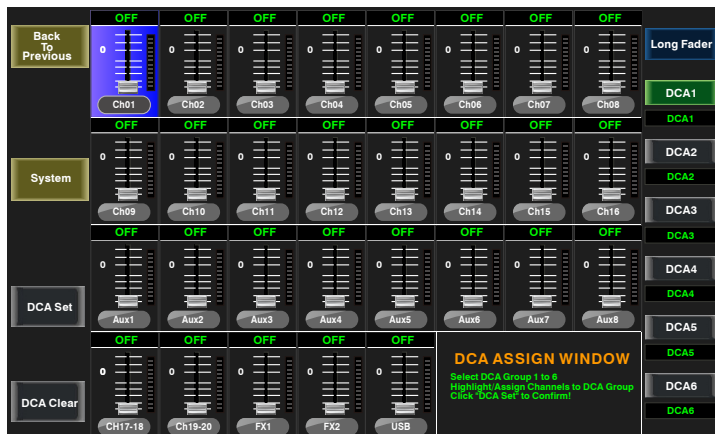 OFF OFF OFF OFF OFF OFF OFF OFF
Back
To
Previous
0 0 0 0 0 0 0 0
Long Fader
Ch01 Ch02 Ch03 Ch04 Ch05 Ch06 Ch07 Ch08
DCA1
DCA1
OFF OFF OFF OFF OFF OFF OFF OFF
0 0 0 0 0 0 0 0
DCA2
DCA2
System
Ch09 Ch10 Ch11 Ch12 Ch13 Ch14 Ch15 Ch16
DCA3
DCA3
OFF OFF OFF OFF OFF OFF OFF OFF
0 0 0 0 0 0 0 0
DCA4
DCA4
DCA Set
Aux1 Aux2 Aux3 Aux4 Aux5 Aux6 Aux7 Aux8
DCA5
DCA5
OFF OFF OFF OFF OFF
0 0 0 0 0
DCA ASSIGN WINDOW
Select DCA Group 1 to 6
Highlight/Assign Channels to DCA Group
Click "DCA Set" to Confirm!
DCA6
DCA6
DCA Clear
CH17-18 Ch19-20 FX1 FX2 USB